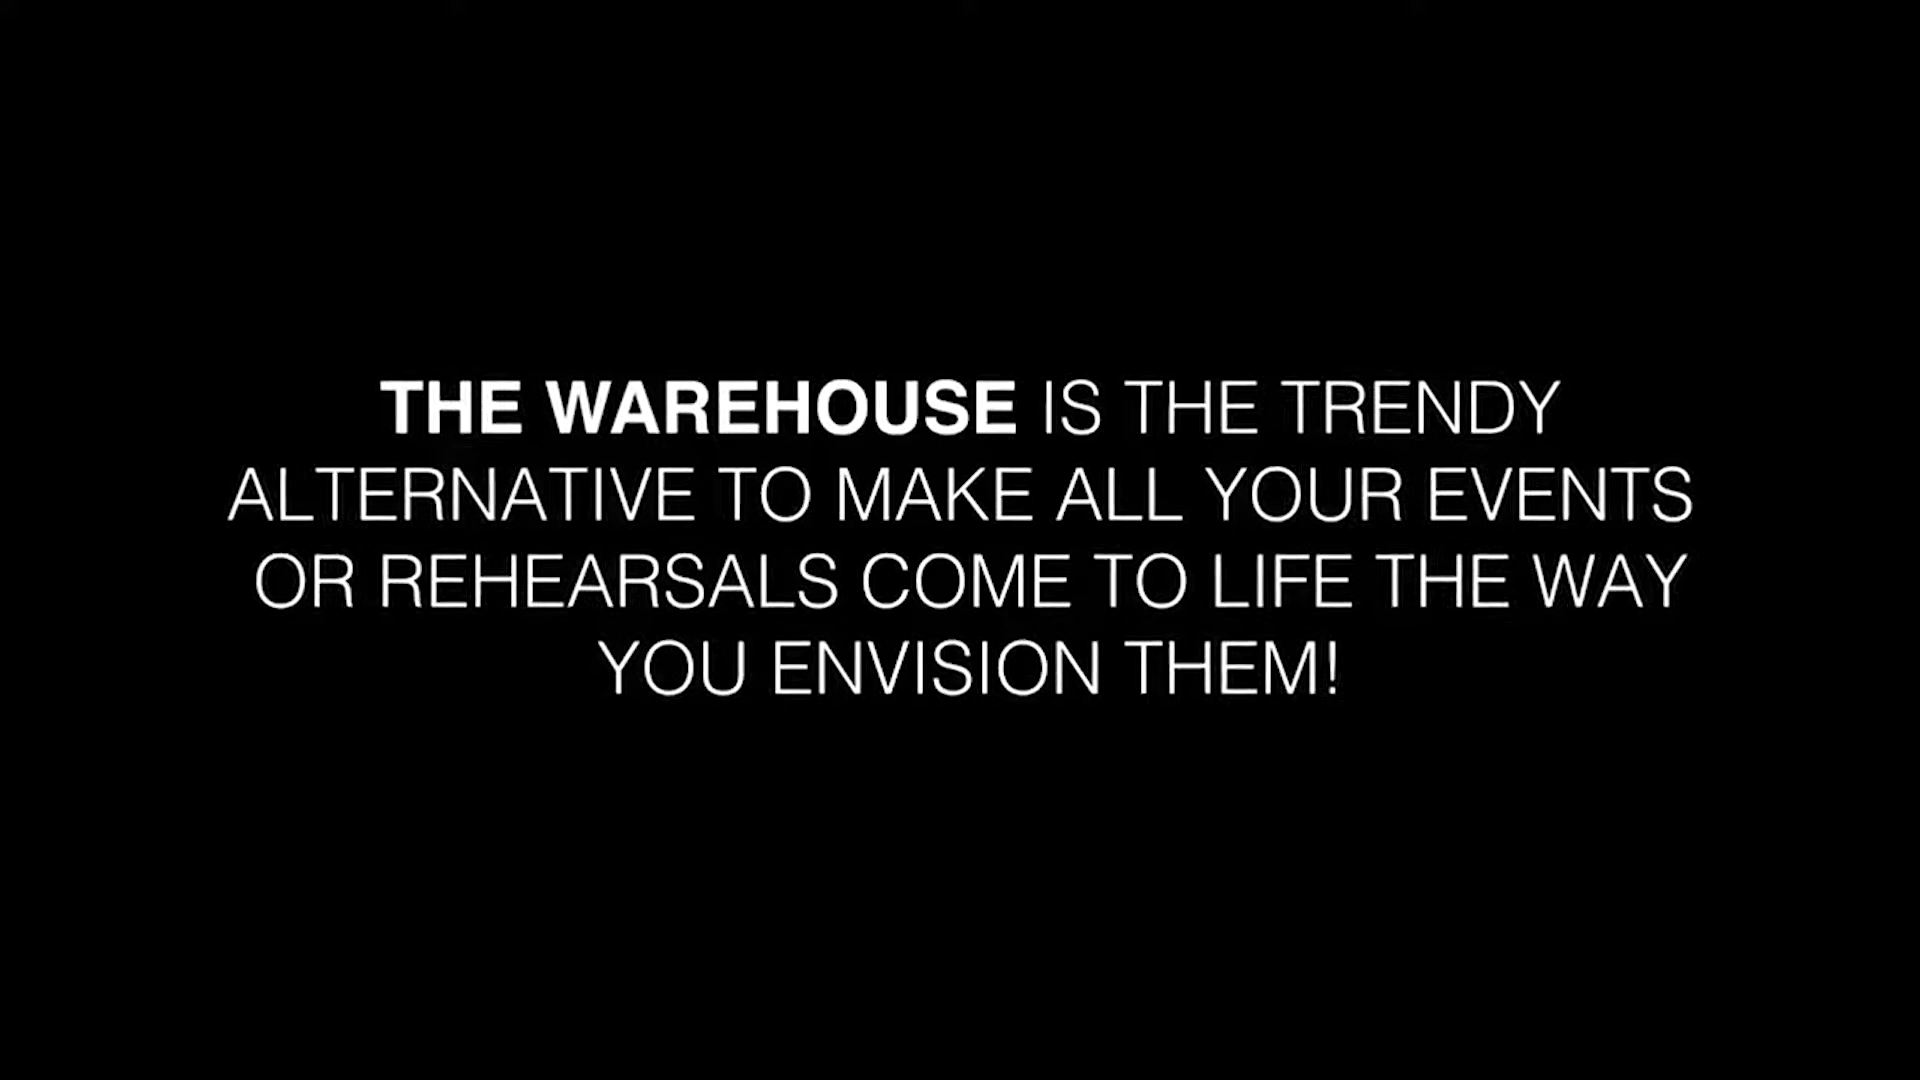 THE WAREHOUSE IS THE TRENDY
ALTERNATIVE TO MAKE ALL YOUR EVENTS
OR REHEARSALS COME TO LIFE THE WAY
YOU ENVISION THEM!